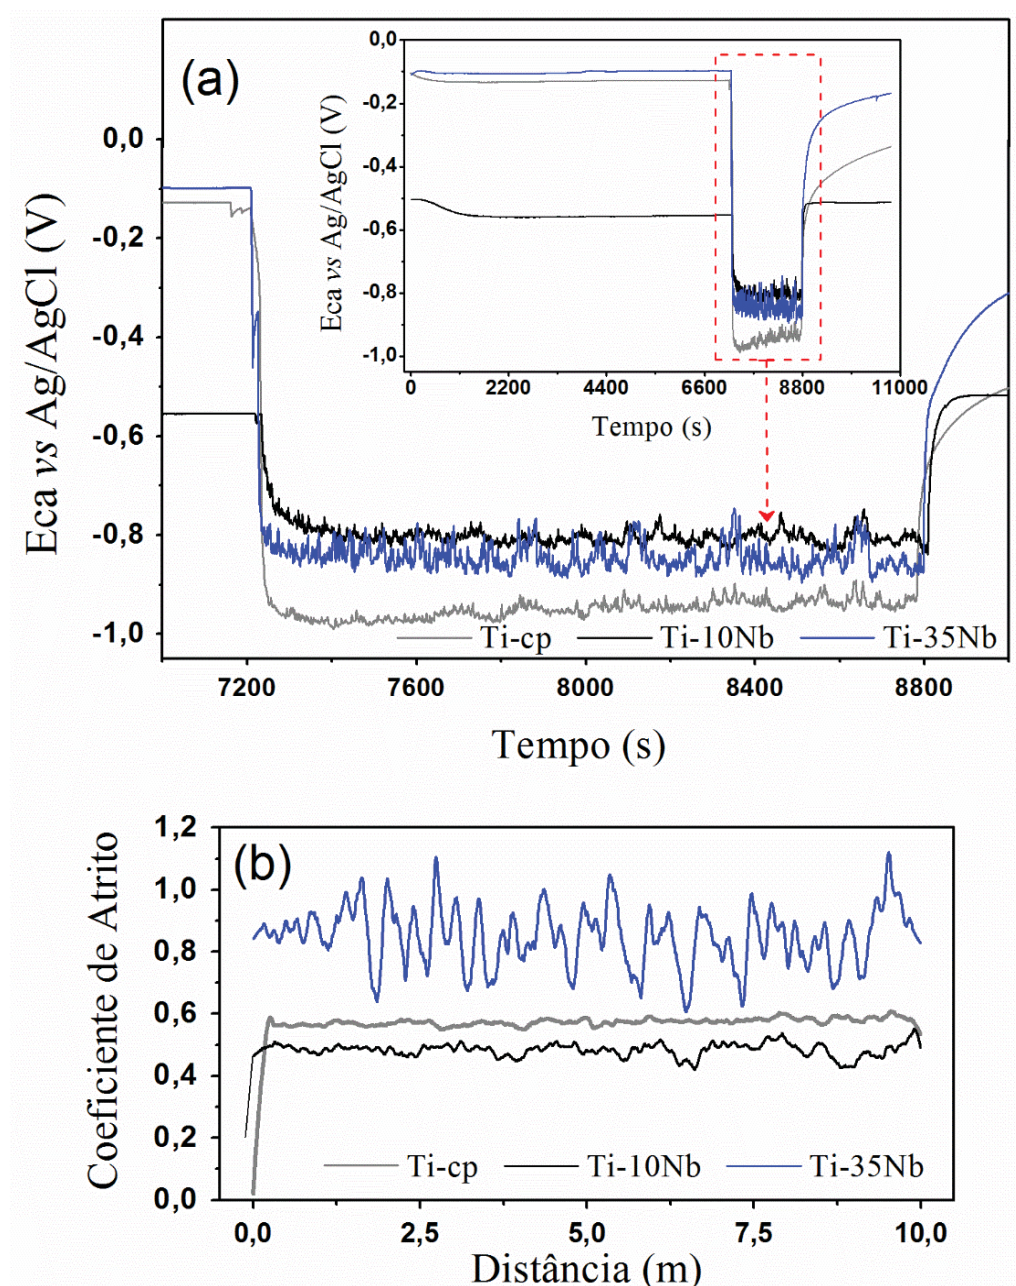 (a)
Eca vs Ag/AgCl (V)
0,0
-0,2
-0,4
-0,6
-0,8
-1,0
Eca vs Ag/AgCl (V)
0,0
-0,2
-0,4
-0,6
-0,8
-1,0
0 2200 4400 6600 8800 11000
Tempo (s)
Ti-cp Ti-10Nb Ti-35Nb
7200 7600 8000 8400 8800
Tempo (s)
(b)
Coeficiente de Atrito
1,2
1,0
0,8
0,6
0,4
0,2
0,0
Ti-cp Ti-10Nb Ti-35Nb
0,0 2,5 5,0 7,5 10,0
Distância (m)